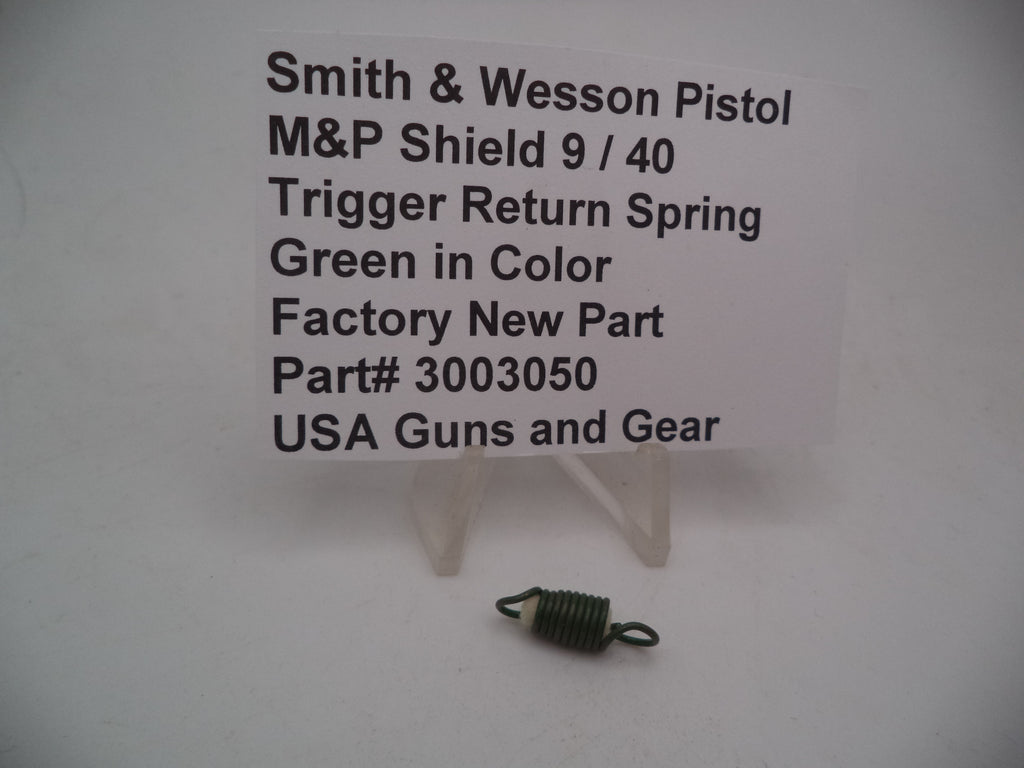 Smith & Wesson Pistol
M&P Shield 9 / 40
Trigger Return Spring
Green in Color
Factory New Part
Part# 3003050
USA Guns and Gear